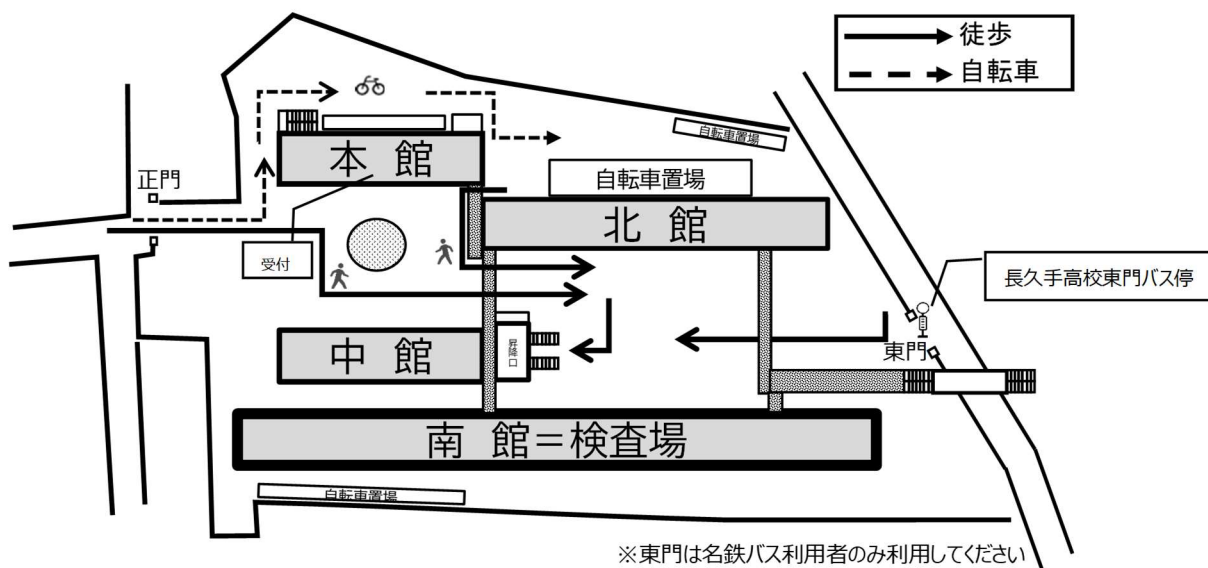 徒歩
自転車
自転車置場
本 館
正門
自転車置場
北 館
受付
長久手高校東門バス停
昇降口
中 館
東門
南 館＝検査場
自転車置場
※東門は名鉄バス利用者のみ利用してください